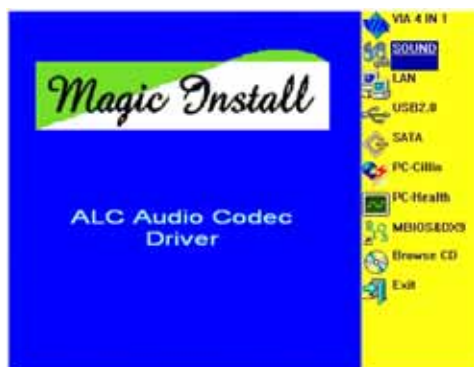 Magic Install
ALC Audio Codec
Driver
VIA 4 IN 1
SOUND
LAN
USB2.0
SATA
PC-Cillin
PC-Health
MBIOS&DX9
Browse CD
Exit